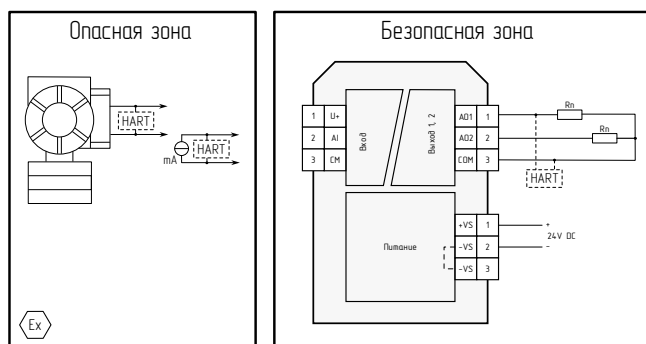 Опасная зона
HART
mA
HART
Ex
Безопасная зона
1 U+
2 AI
3 CM
Вход
Выход 1, 2
AO1 1
AO2 2
COM 3
Rn
Rn
HART
Питание
+VS 1
-VS 2
-VS 3
+
24V DC
-